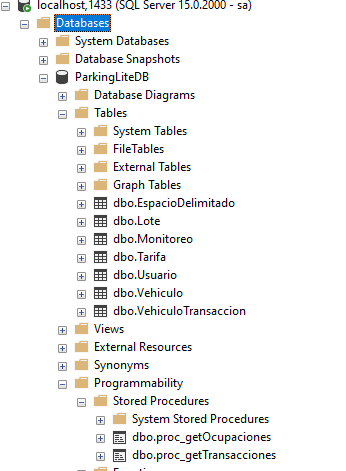 localhost,1433 (SQL Server 15.0.2000 - sa)
Databases
System Databases
Database Snapshots
ParkingLiteDB
Database Diagrams
Tables
System Tables
FileTables
External Tables
Graph Tables
dbo.EspacioDelimitado
dbo.Lote
dbo.Monitoreo
dbo.Tarifa
dbo.Usuario
dbo.Vehiculo
dbo.VehiculoTransaccion
Views
External Resources
Synonyms
Programmability
Stored Procedures
System Stored Procedures
dbo.proc_getOcupaciones
dbo.proc_getTransacciones